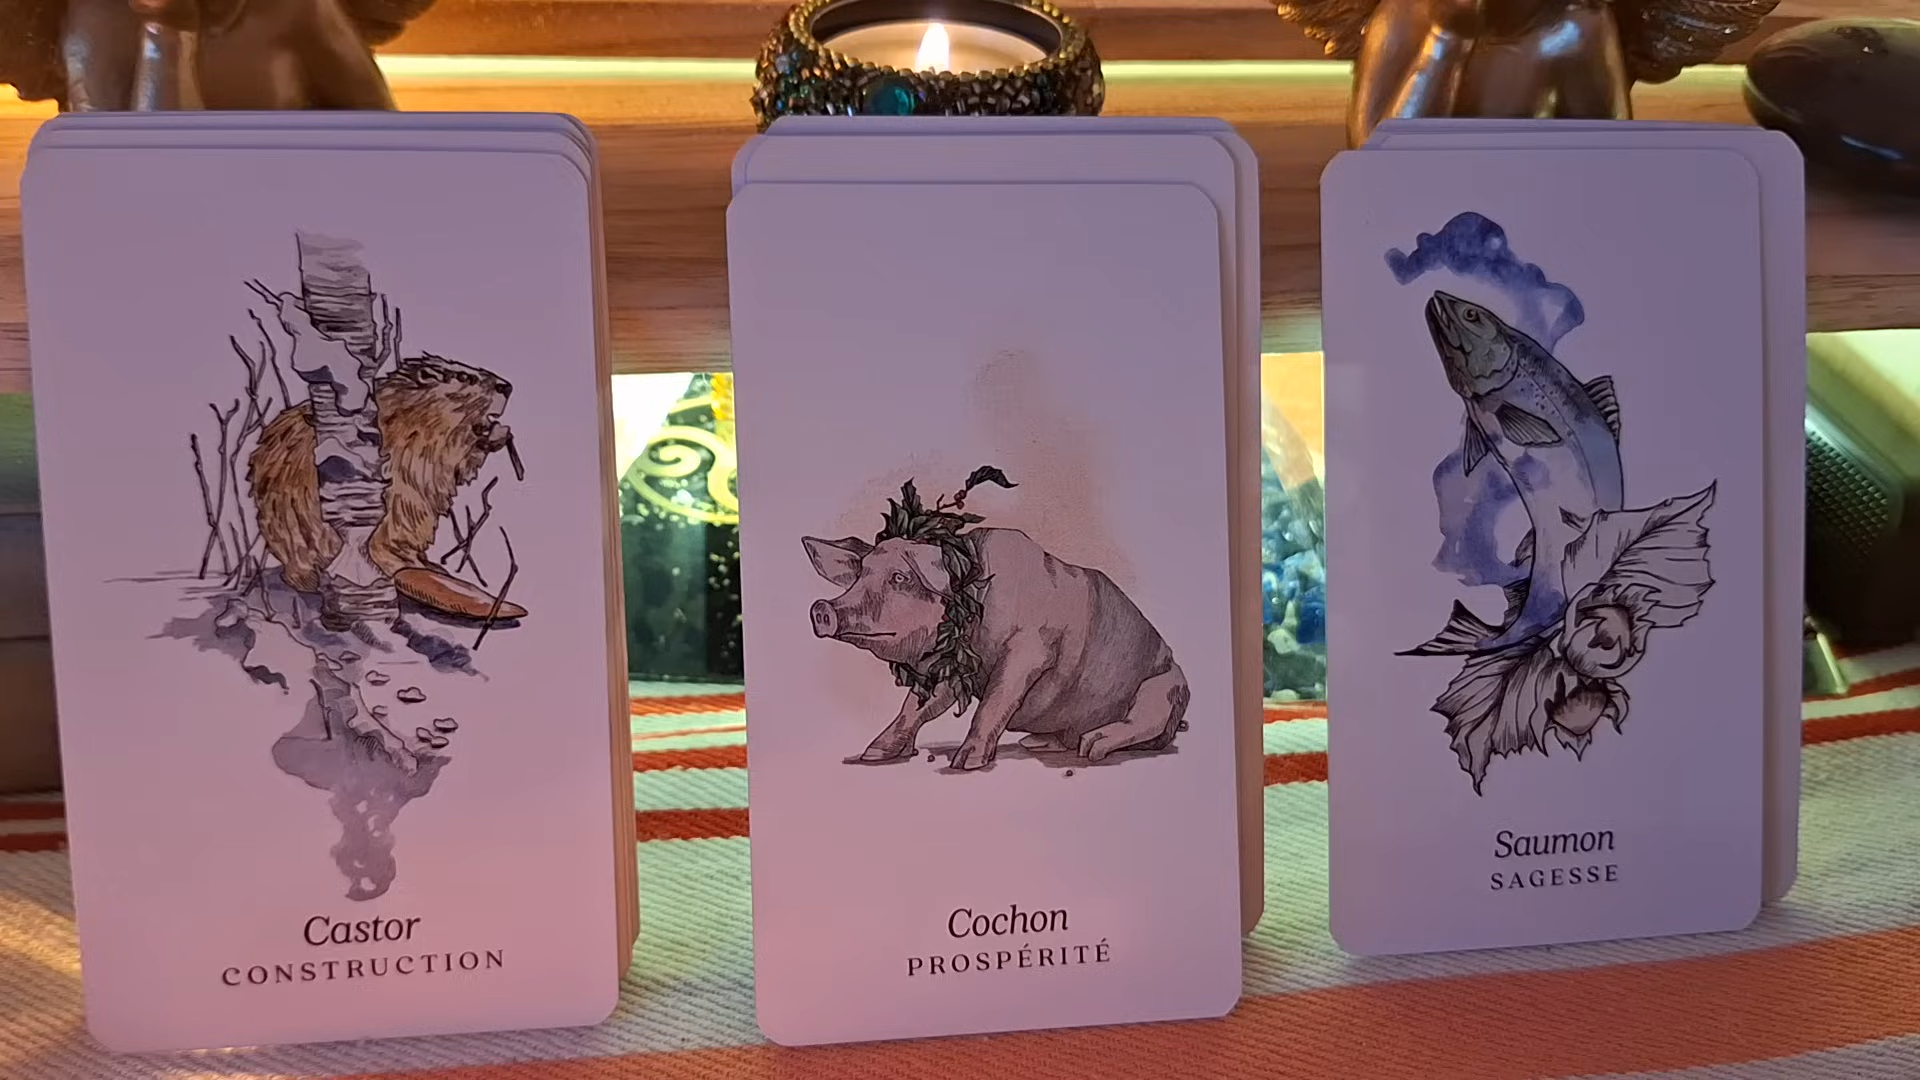 Castor
CONSTRUCTION
Cochon
PROSPÉRITÉ
Saumon
SAGESSE